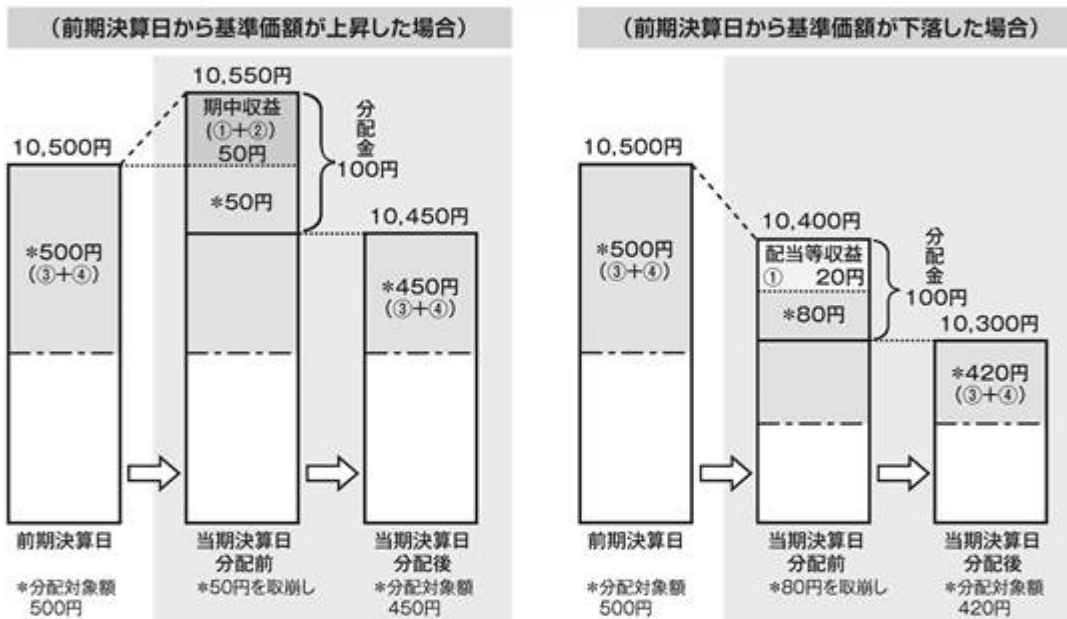 (前期決算日から基準価額が上昇した場合)
10,550円
期中収益
(①+②)
50円
*50円
分配金
100円
10,500円
*500円
(③+④)
10,450円
*450円
(③+④)
前期決算日
*分配対象額
500円
当期決算日
分配前
*50円を取崩し
当期決算日
分配後
*分配対象額
450円
(前期決算日から基準価額が下落した場合)
10,500円
*500円
(③+④)
10,400円
配当等収益
① 20円
*80円
分配金
100円
10,300円
*420円
(③+④)
前期決算日
*分配対象額
500円
当期決算日
分配前
*80円を取崩し
当期決算日
分配後
*分配対象額
420円